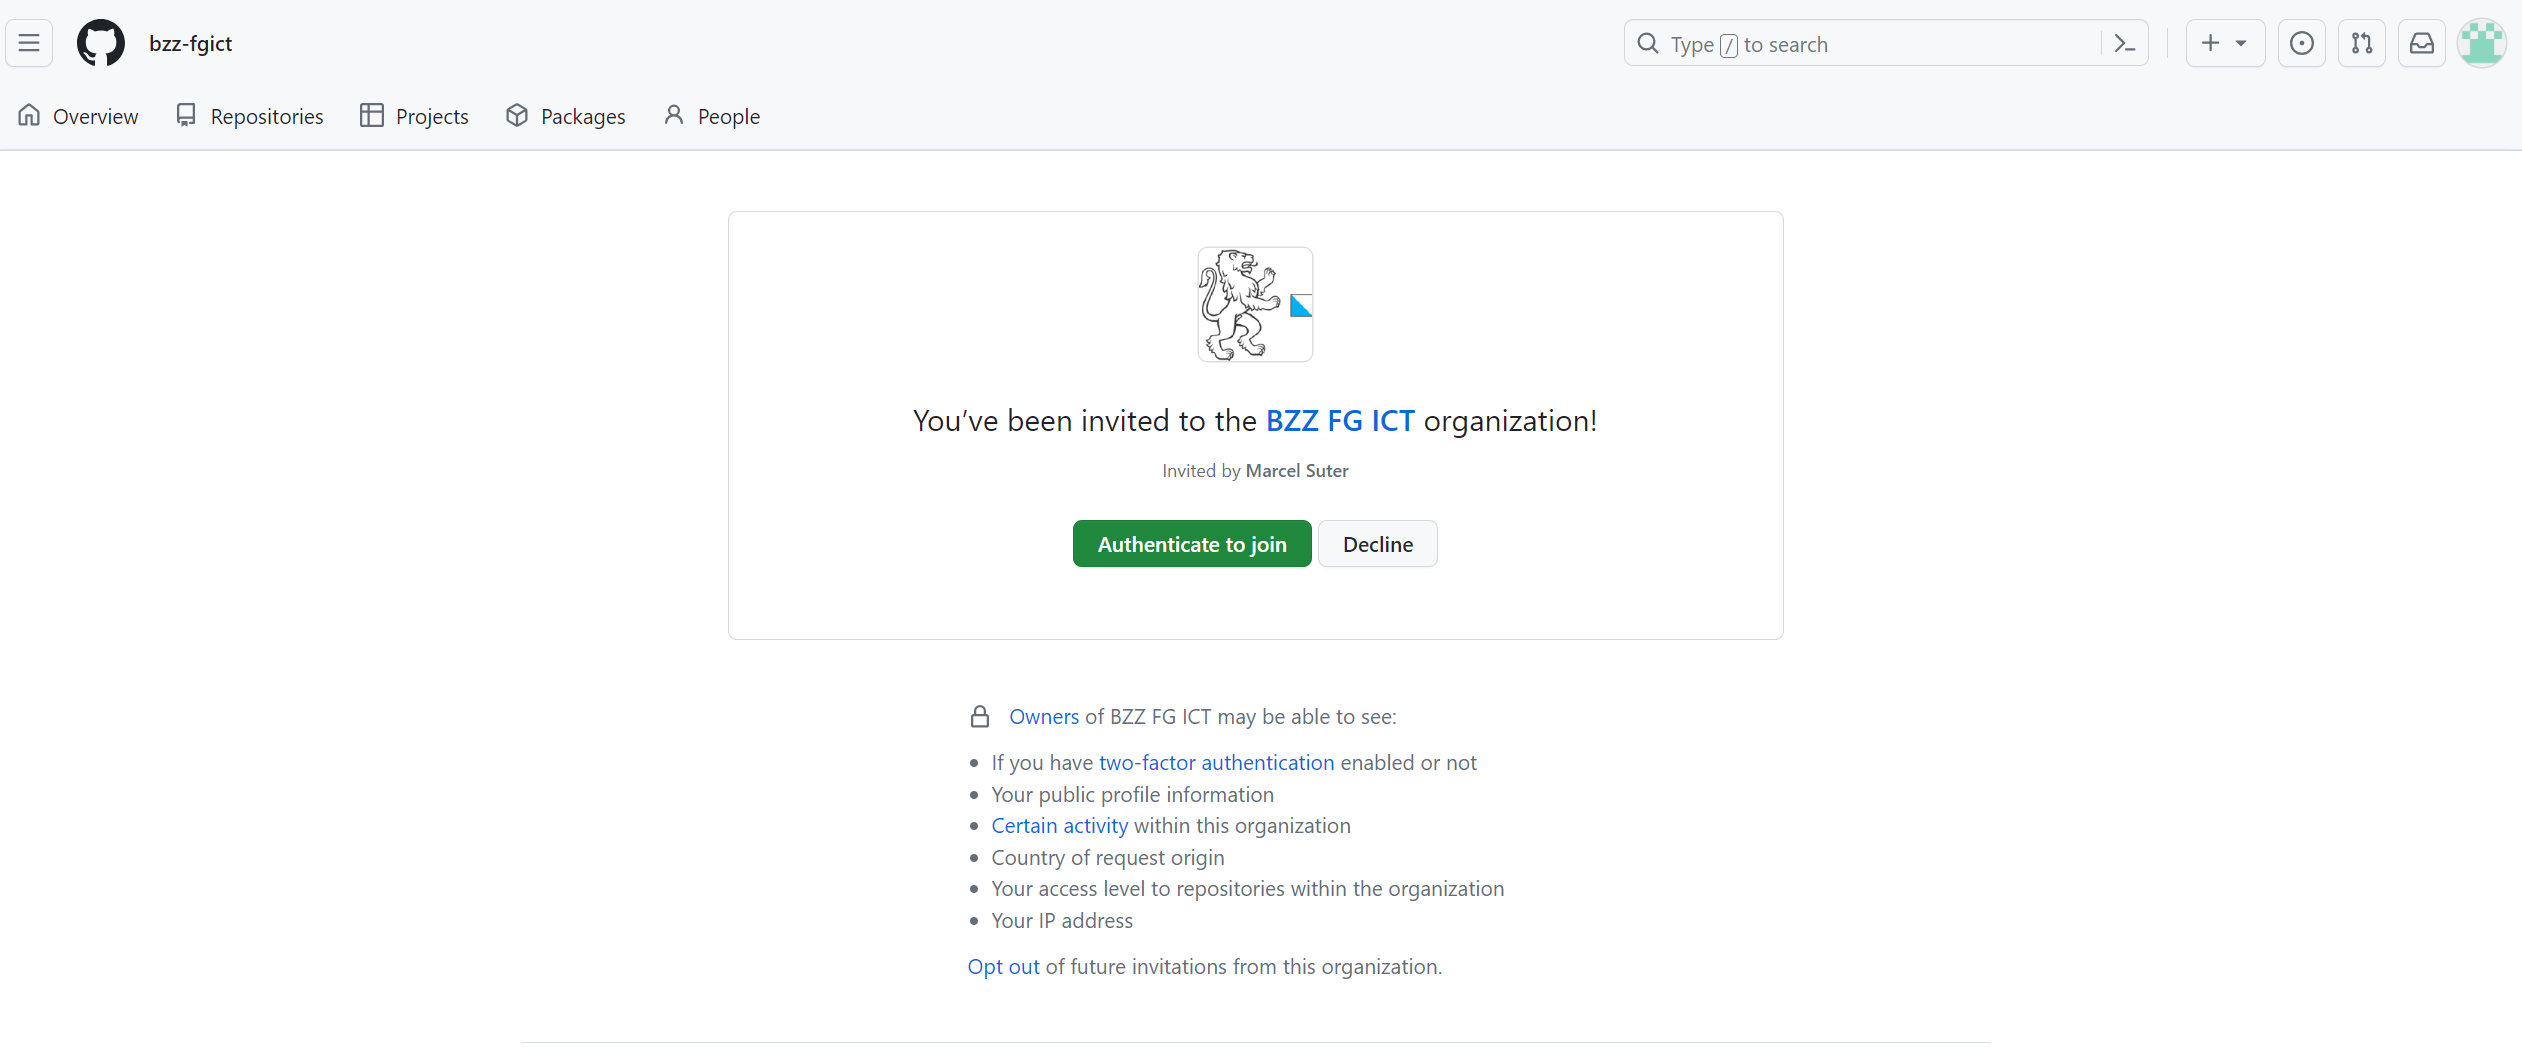 bzz-fgict
Type / to search
Overview
Repositories
Projects
Packages
People
You’ve been invited to the BZZ FG ICT organization!
Invited by Marcel Suter
Authenticate to join
Decline
Owners of BZZ FG ICT may be able to see:
If you have two-factor authentication enabled or not
Your public profile information
Certain activity within this organization
Country of request origin
Your access level to repositories within the organization
Your IP address
Opt out of future invitations from this organization.